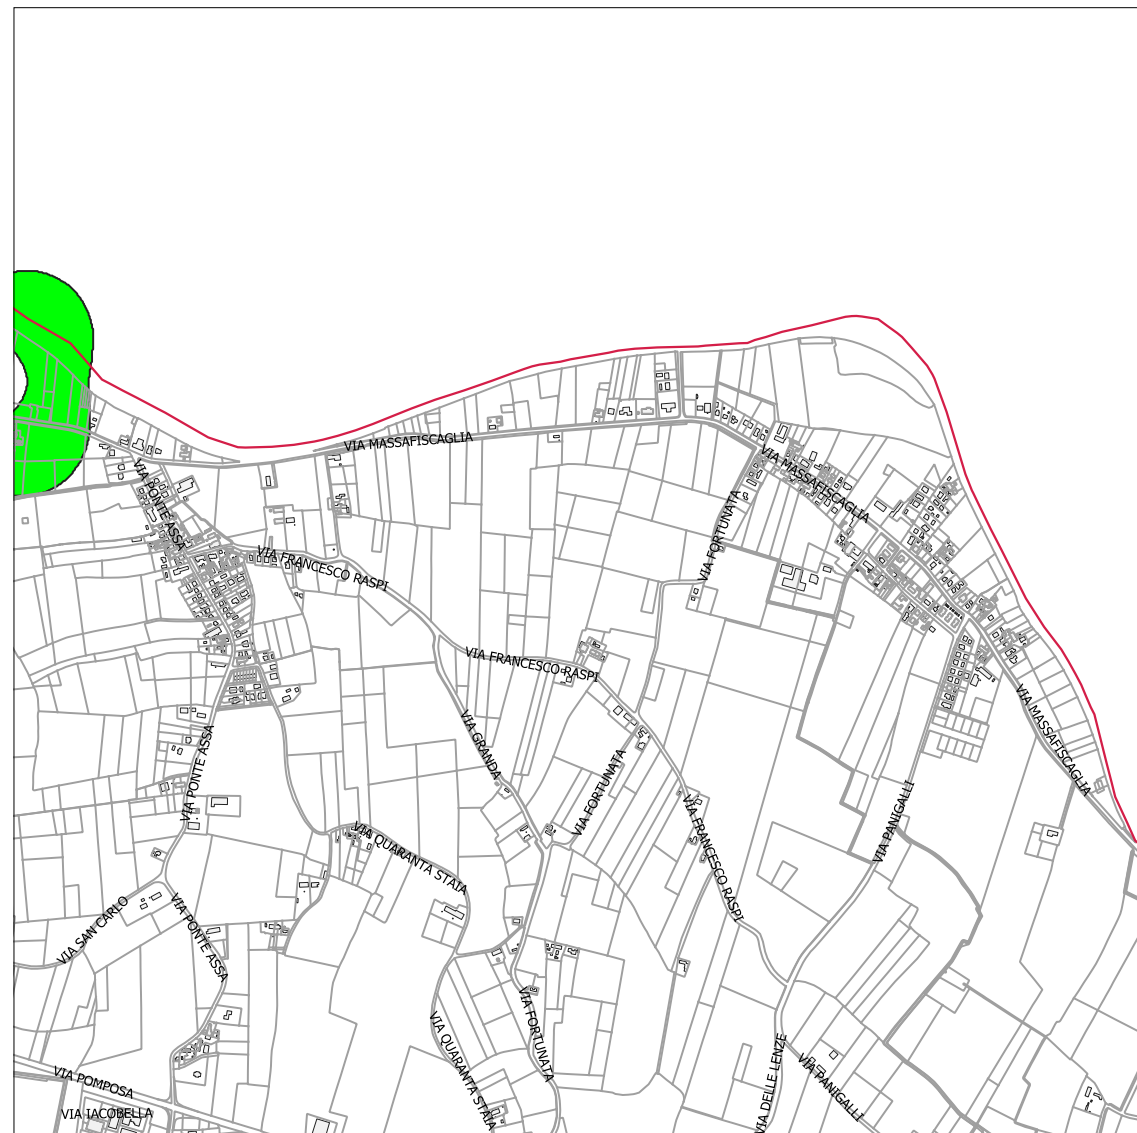 VIA MASSAFISCAGLIA
VIA MASSAFISCAGLIA
VIA PONTE ASSA
VIA FORTUNATA
VIA FRANCESCO RASPI
VIA FRANCESCO RASPI
VIA MASSAFISCAGLIA
VIA GRANDA
VIA PONTE ASSA
VIA FORTUNATA
VIA PANIGALLI
VIA FRANCESCO RASPI
VIA QUARANTA STAIA
VIA SAN CARLO
VIA PONTE ASSA
VIA FORTUNATA
VIA QUARANTA STAIA
VIA DELLE LENZE
VIA PANIGALLI
VIA POMPOSA
VIA IACOBELLA